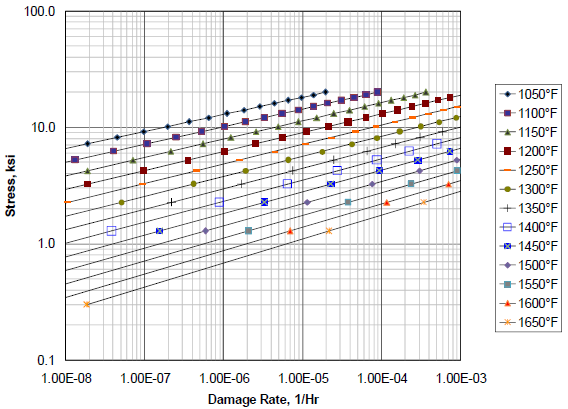 100.0
10.0
1.0
0.1
Stress, ksi
1.00E-08
1.00E-07
1.00E-06
1.00E-05
1.00E-04
1.00E-03
Damage Rate, 1/Hr
1050°F
1100°F
1150°F
1200°F
1250°F
1300°F
1350°F
1400°F
1450°F
1500°F
1550°F
1600°F
1650°F